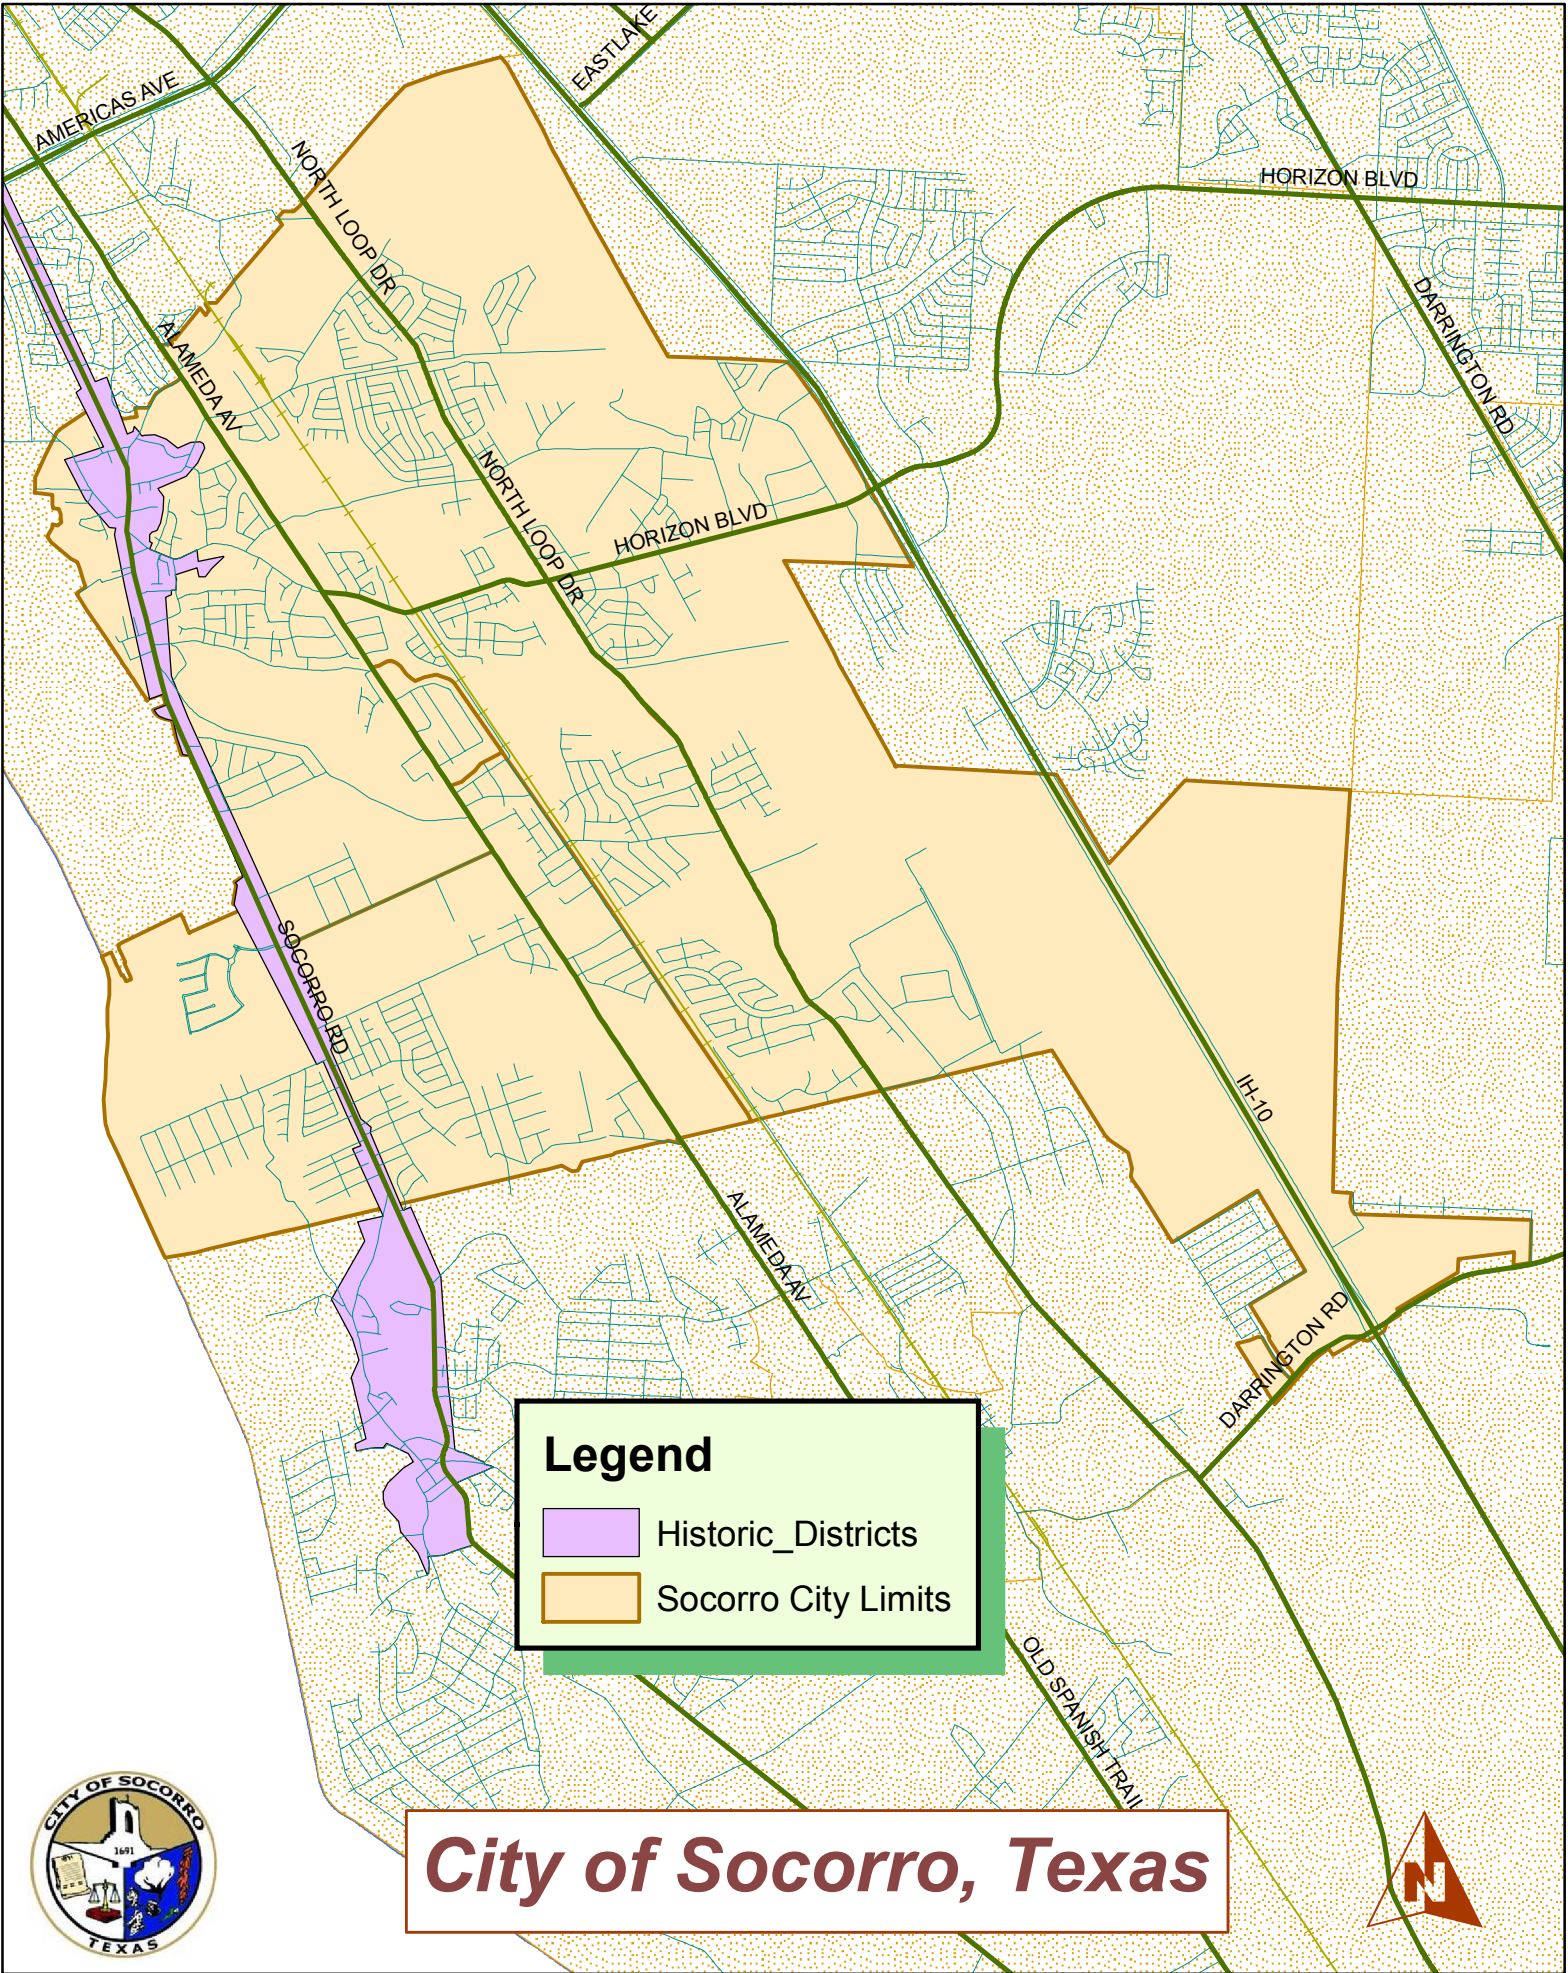 EASTLAKE
AMERICAS AVE
NORTH LOOP DR
HORIZON BLVD
DARRINGTON RD
ALAMEDA AV
NORTH LOOP DR
HORIZON BLVD
SOCORRO RD
IH-10
ALAMEDA AV
DARRINGTON RD
Legend
Historic_Districts
Socorro City Limits
OLD SPANISH TRAIL
CITY OF SOCORRO
1691
TEXAS
City of Socorro, Texas
N